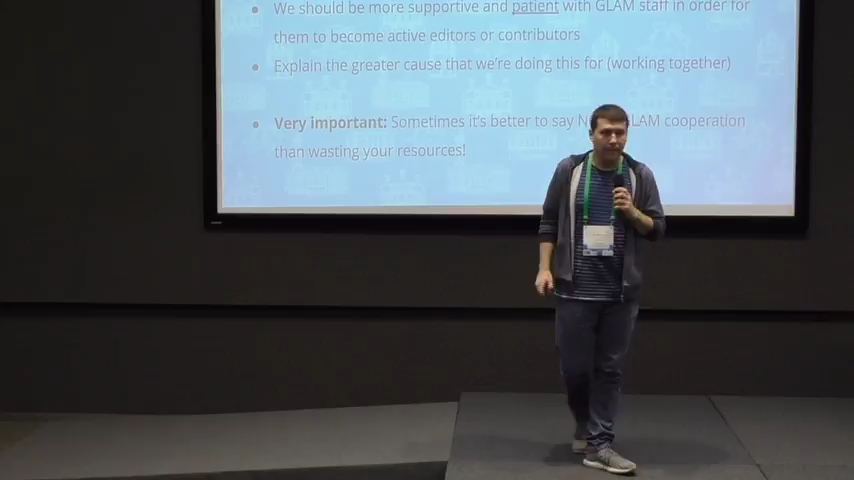 We should be more supportive and patient with GLAM staff in order for
them to become active editors or contributors
Explain the greater cause that we're doing this for (working together)
Very important: Sometimes it's better to say GLAM cooperation
than wasting your resources!